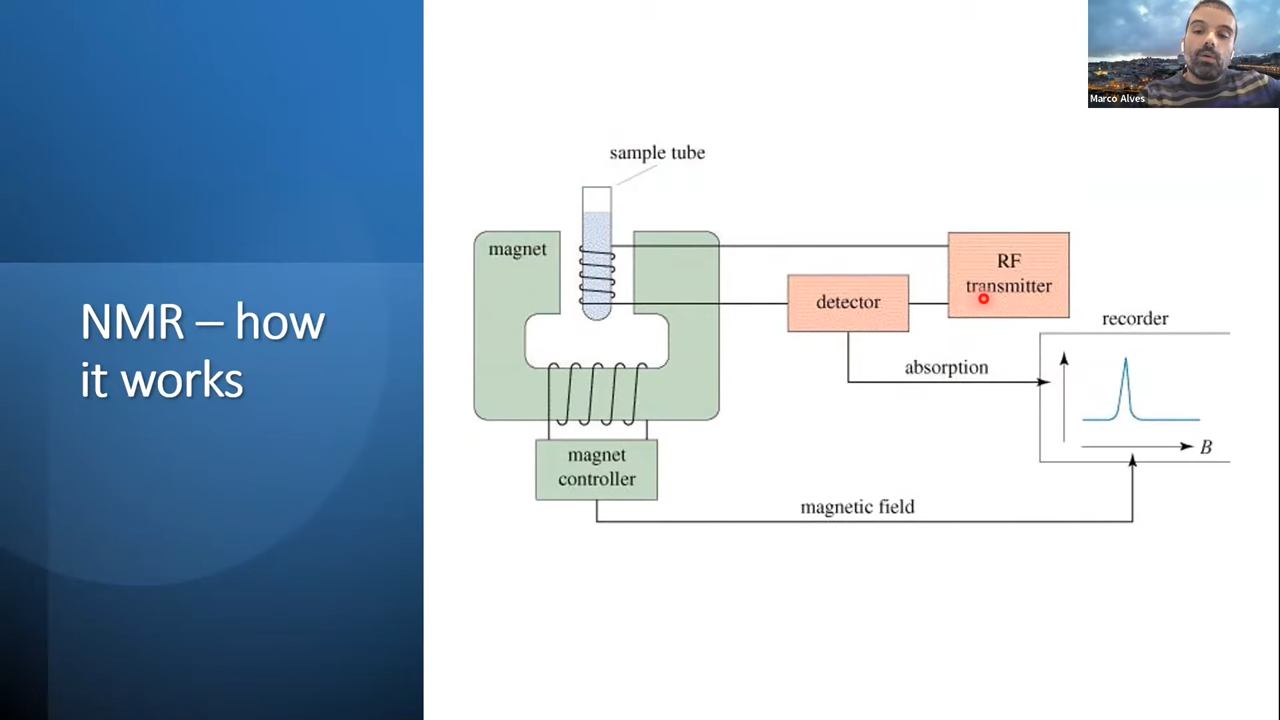 NMR – how
it works
sample tube
magnet
RF
transmitter
detector
recorder
absorption
B
magnet
controller
magnetic field
Marco Alves